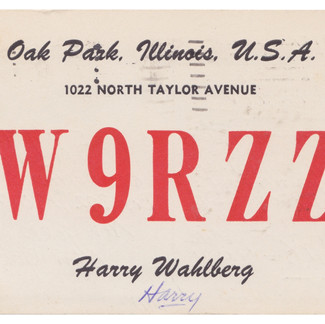 Oak Park, Illinois, U.S.A.
1022 NORTH TAYLOR AVENUE
W9RZZ
Harry Wahlberg
Harry